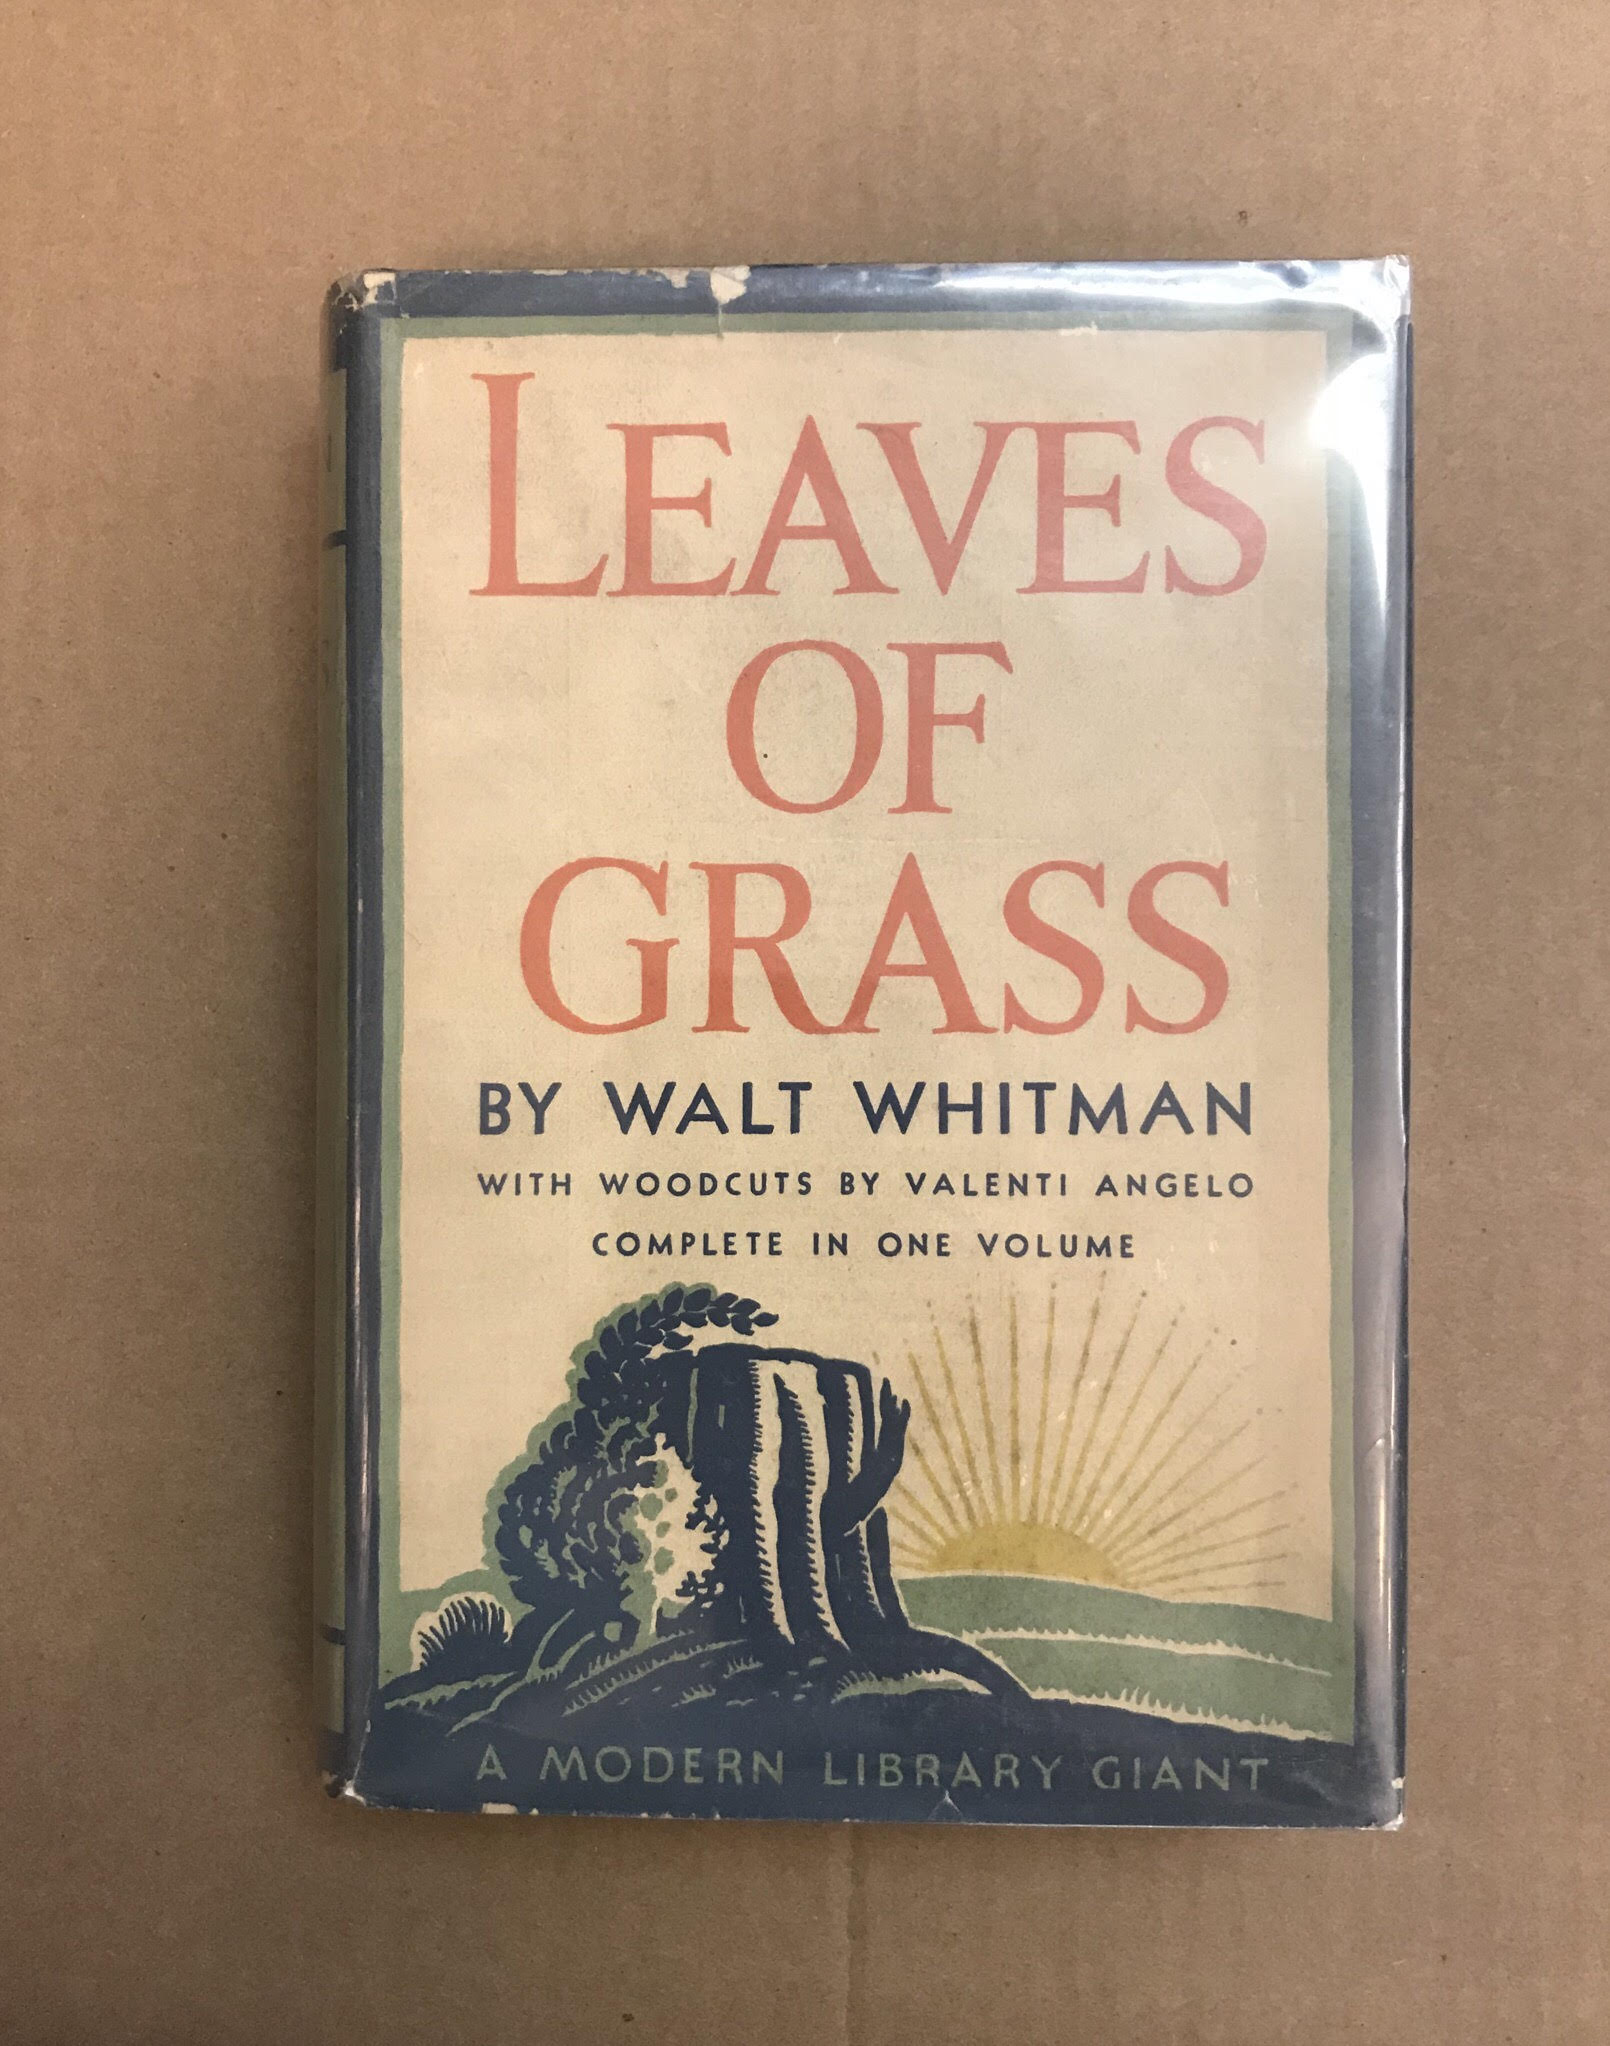 LEAVES
OF
GRASS
BY WALT WHITMAN
WITH WOODCUTS BY VALENTI ANGELO
COMPLETE IN ONE VOLUME
A MODERN LIBRARY GIANT